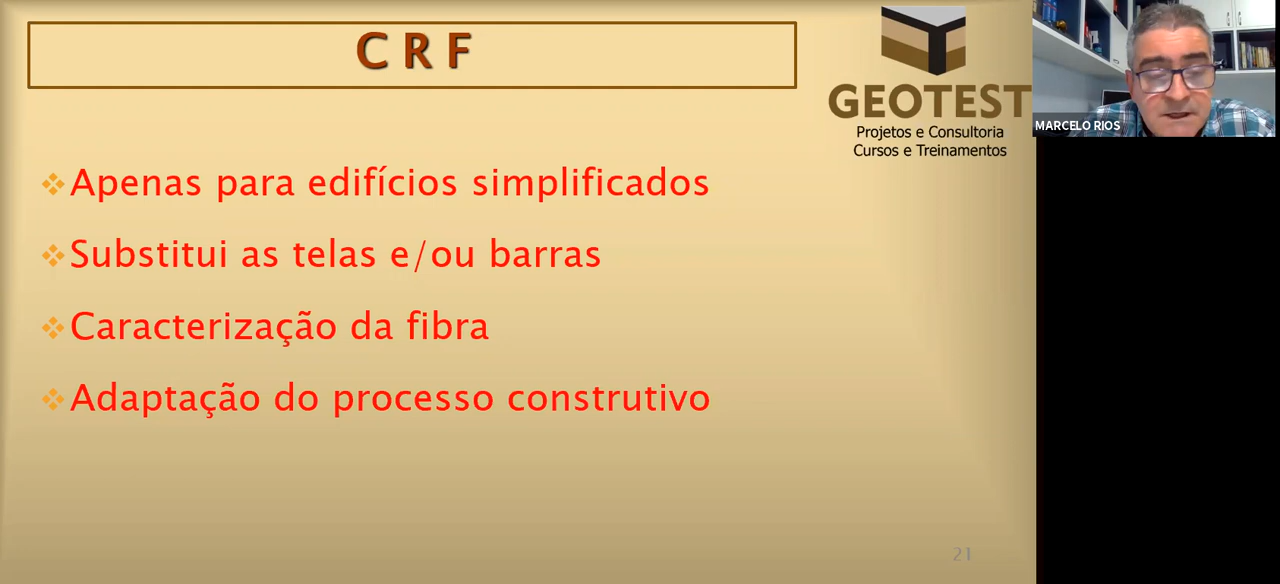 C R F
GEOTEST
Projetos e Consultoria
Cursos e Treinamentos
MARCELO RIOS
Apenas para edifícios simplificados
Substitui as telas e/ou barras
Caracterização da fibra
Adaptação do processo construtivo
21